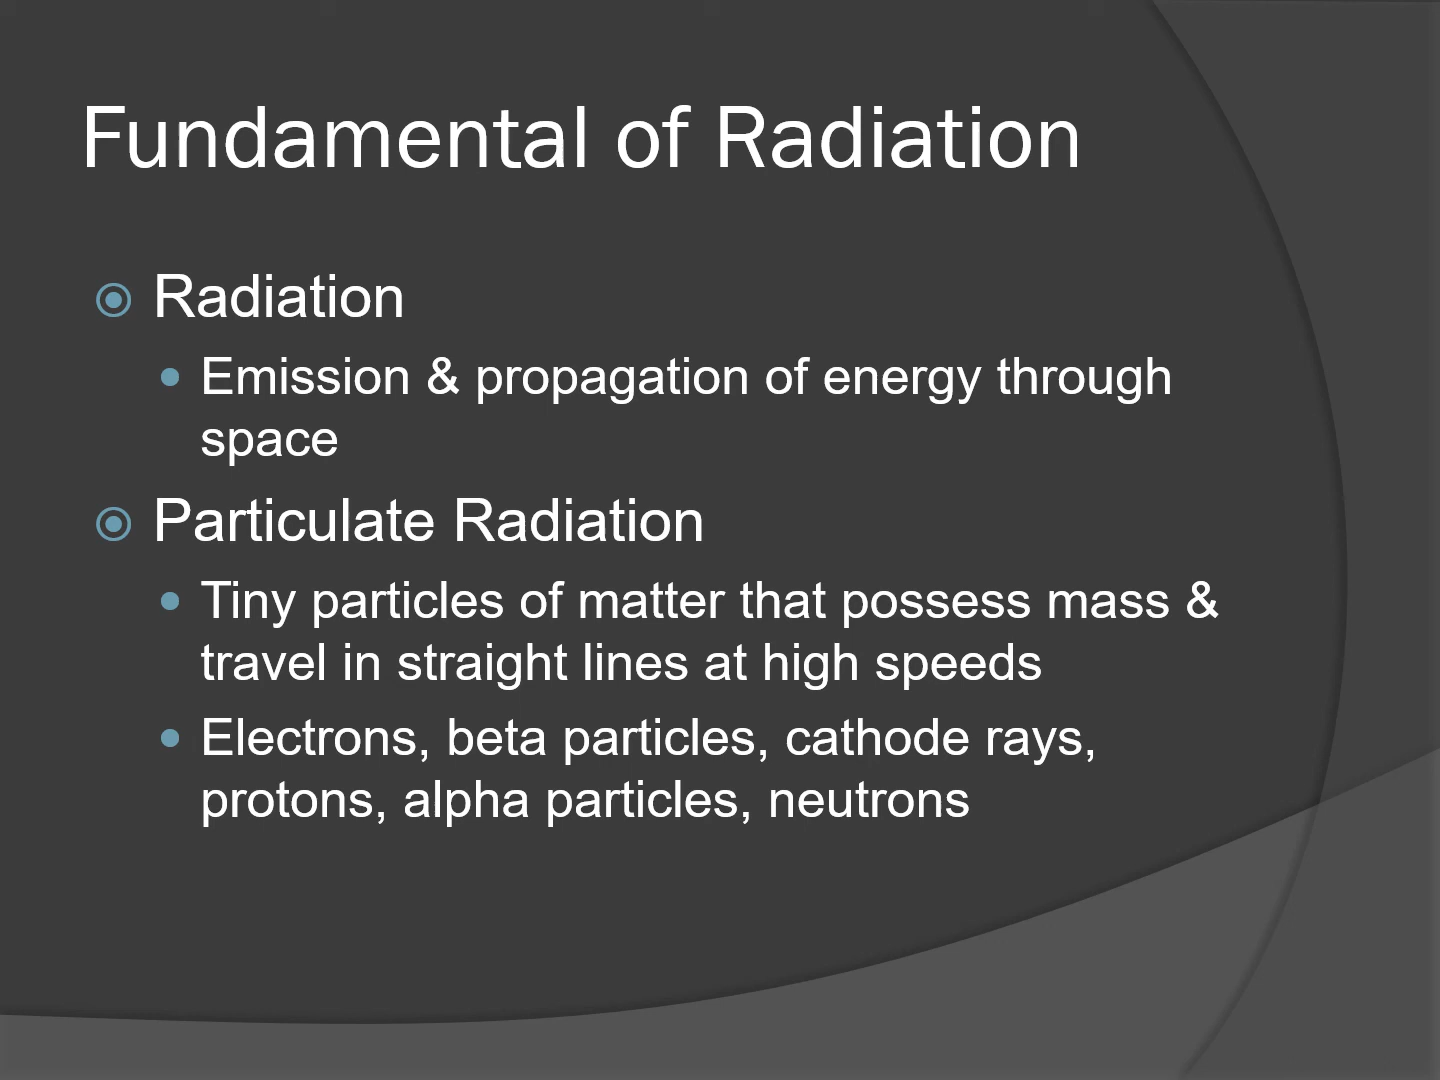 Fundamental of Radiation
Radiation
Emission & propagation of energy through
space
Particulate Radiation
Tiny particles of matter that possess mass &
travel in straight lines at high speeds
Electrons, beta particles, cathode rays,
protons, alpha particles, neutrons